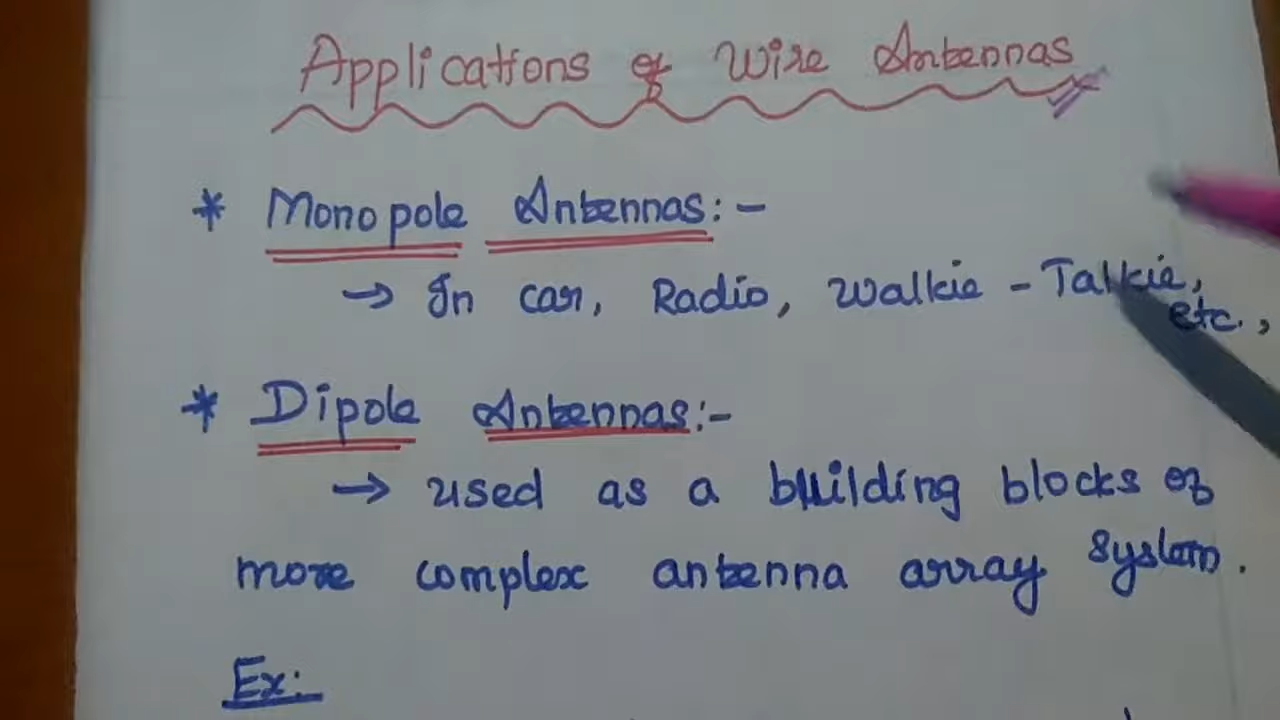 Applications of Wire Antennas
* Monopole Antennas:-
→ In car, Radio, Walkie-Talkie, etc.,
* Dipole Antennas:-
→ used as a building blocks of
more complex antenna array system.
Ex: